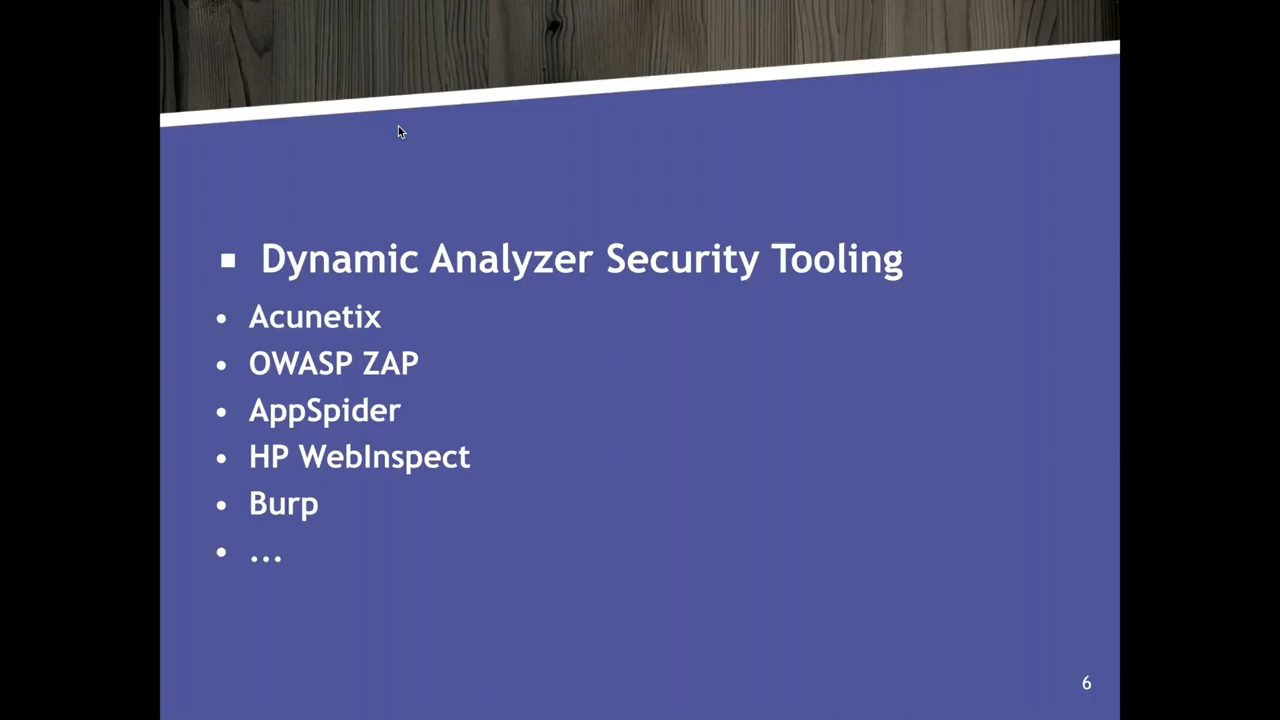 ▪ Dynamic Analyzer Security Tooling
• Acunetix
• OWASP ZAP
• AppSpider
• HP WebInspect
• Burp
• ...
6